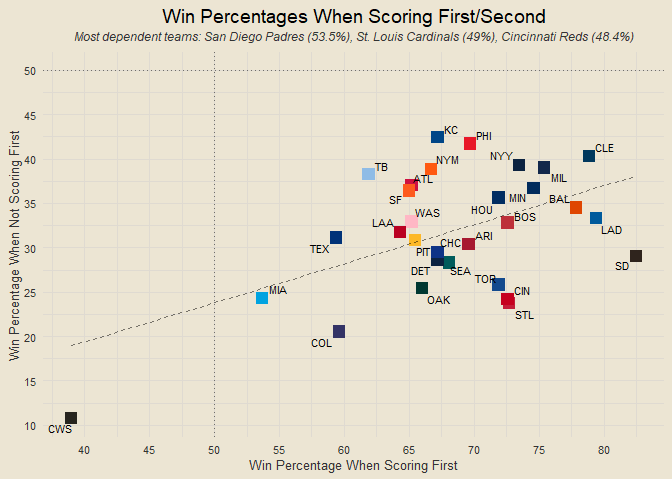 Win Percentages When Scoring First/Second
Most dependent teams: San Diego Padres (53.5%), St. Louis Cardinals (49%), Cincinnati Reds (48.4%)
Win Percentage When Not Scoring First
50
45
40
35
30
25
20
15
10
KC
PHI
NYY
CLE
TB
NYM
MIL
ATL
SF
HOU
MIN
BAL
WAS
BOS
LAD
LAA
TEX
PIT
CHC
ARI
DET
SEA
SD
TOR
MIA
OAK
CIN
STL
COL
CWS
40
45
50
55
60
65
70
75
80
Win Percentage When Scoring First